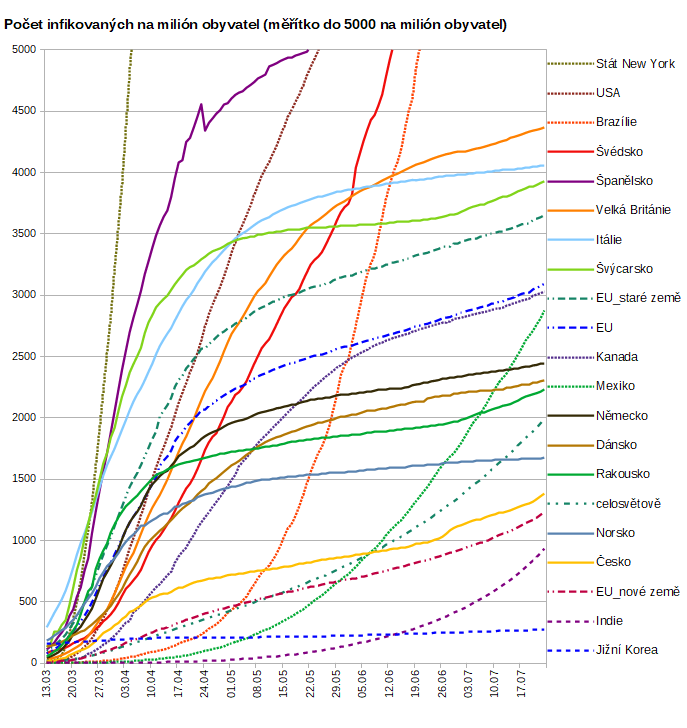 Počet infikovaných na milión obyvatel (měřítko do 5000 na milión obyvatel)
5000
4500
4000
3500
3000
2500
2000
1500
1000
500
0
13.03
20.03
27.03
03.04
10.04
17.04
24.04
01.05
08.05
15.05
22.05
29.05
05.06
12.06
19.06
26.06
03.07
10.07
17.07
Stát New York
USA
Brazílie
Švédsko
Španělsko
Velká Británie
Itálie
Švýcarsko
EU_staré země
EU
Kanada
Mexiko
Německo
Dánsko
Rakousko
celosvětově
Norsko
Česko
EU_nové země
Indie
Jižní Korea